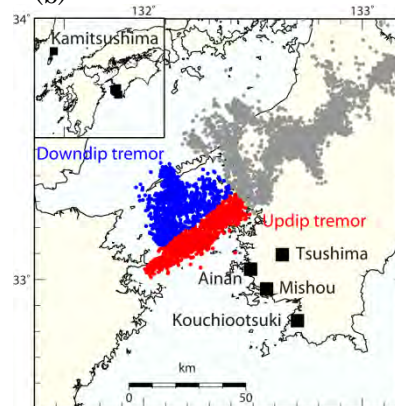 (b)
132°
133°
34°
Kamitsushima
Downdip tremor
Updip tremor
Tsushima
Ainan
33°
Mishou
Kouchiootsuki
km
0
50